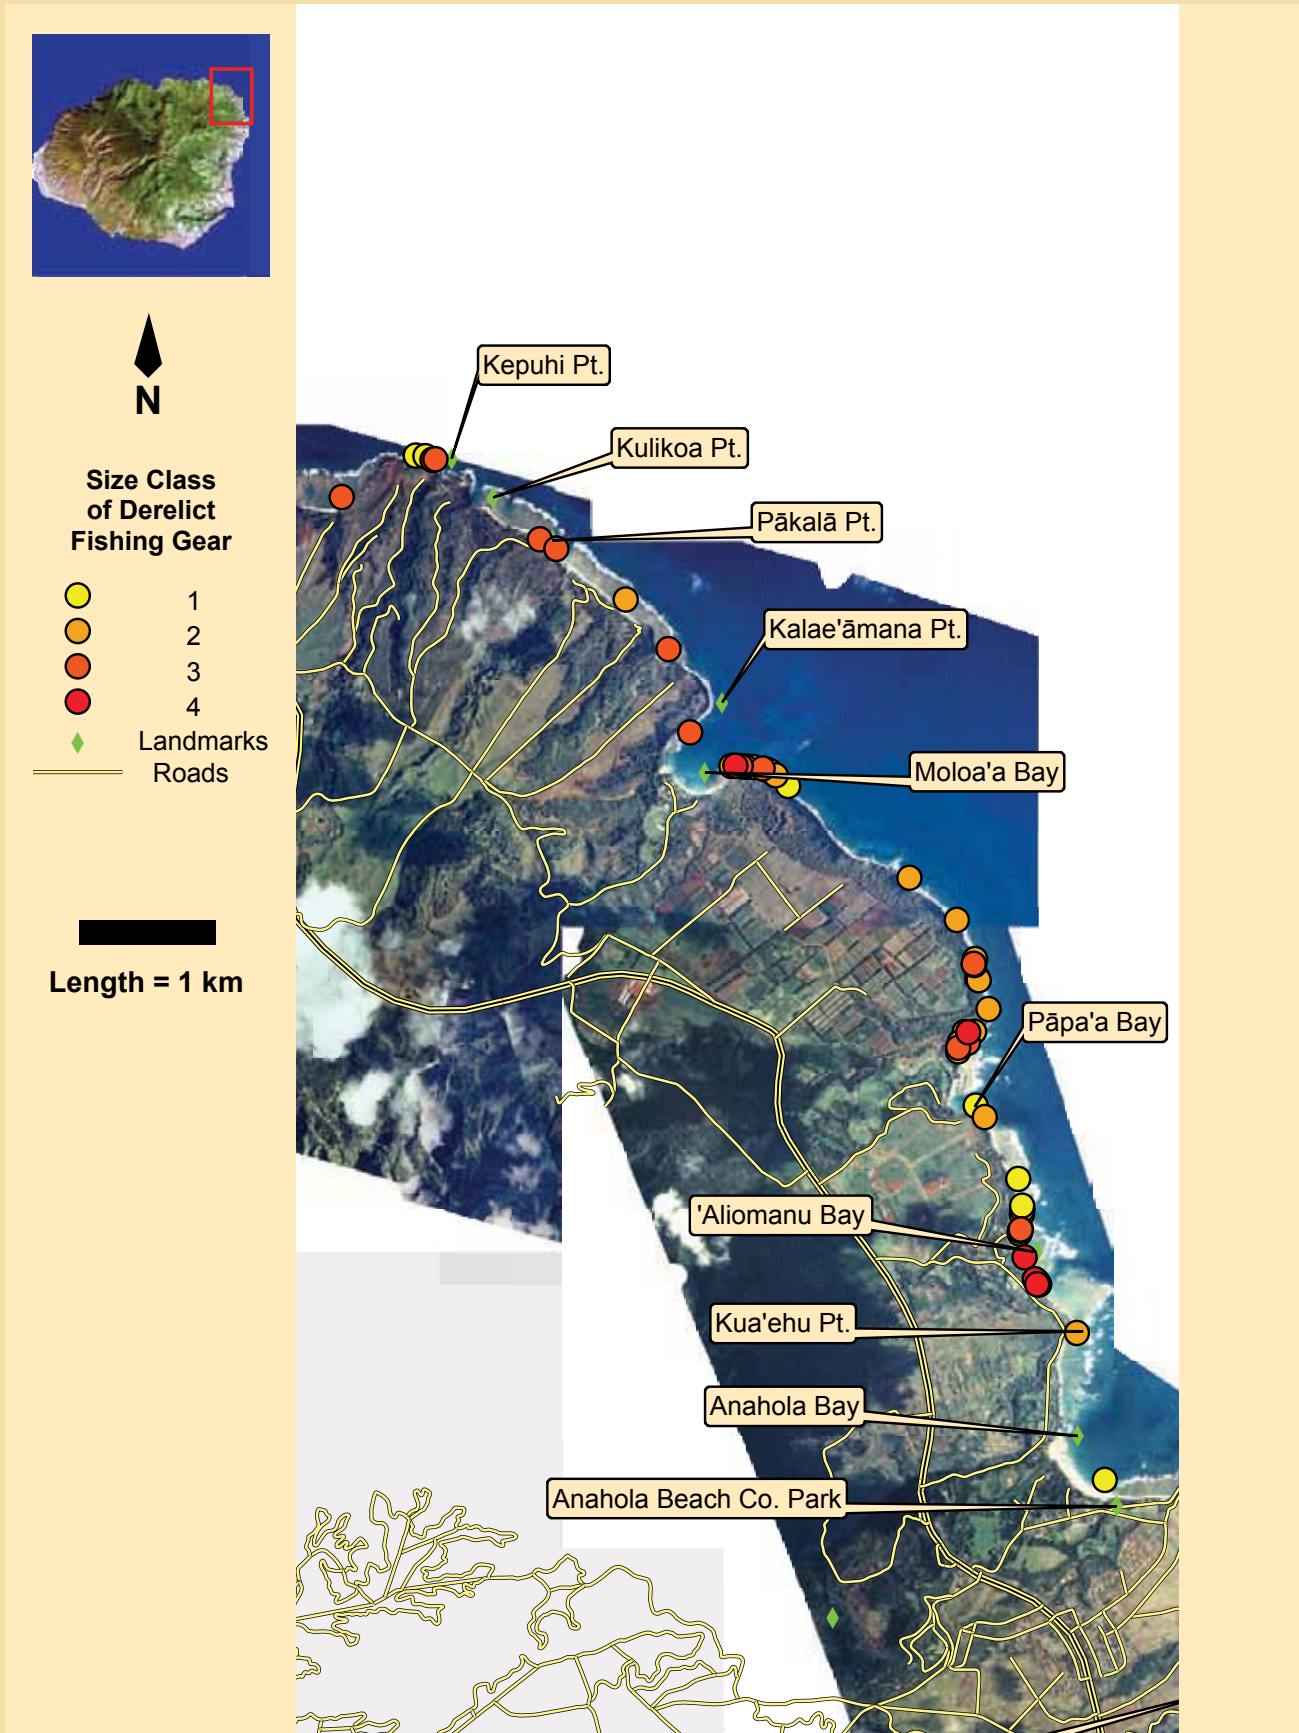 N
Size Class
of Derelict
Fishing Gear
1
2
3
4
Landmarks
Roads
Length = 1 km
Kepuhi Pt.
Kulikoa Pt.
Pākalā Pt.
Kalae'āmana Pt.
Moloa'a Bay
Pāpa'a Bay
'Aliomanu Bay
Kua'ehu Pt.
Anahola Bay
Anahola Beach Co. Park